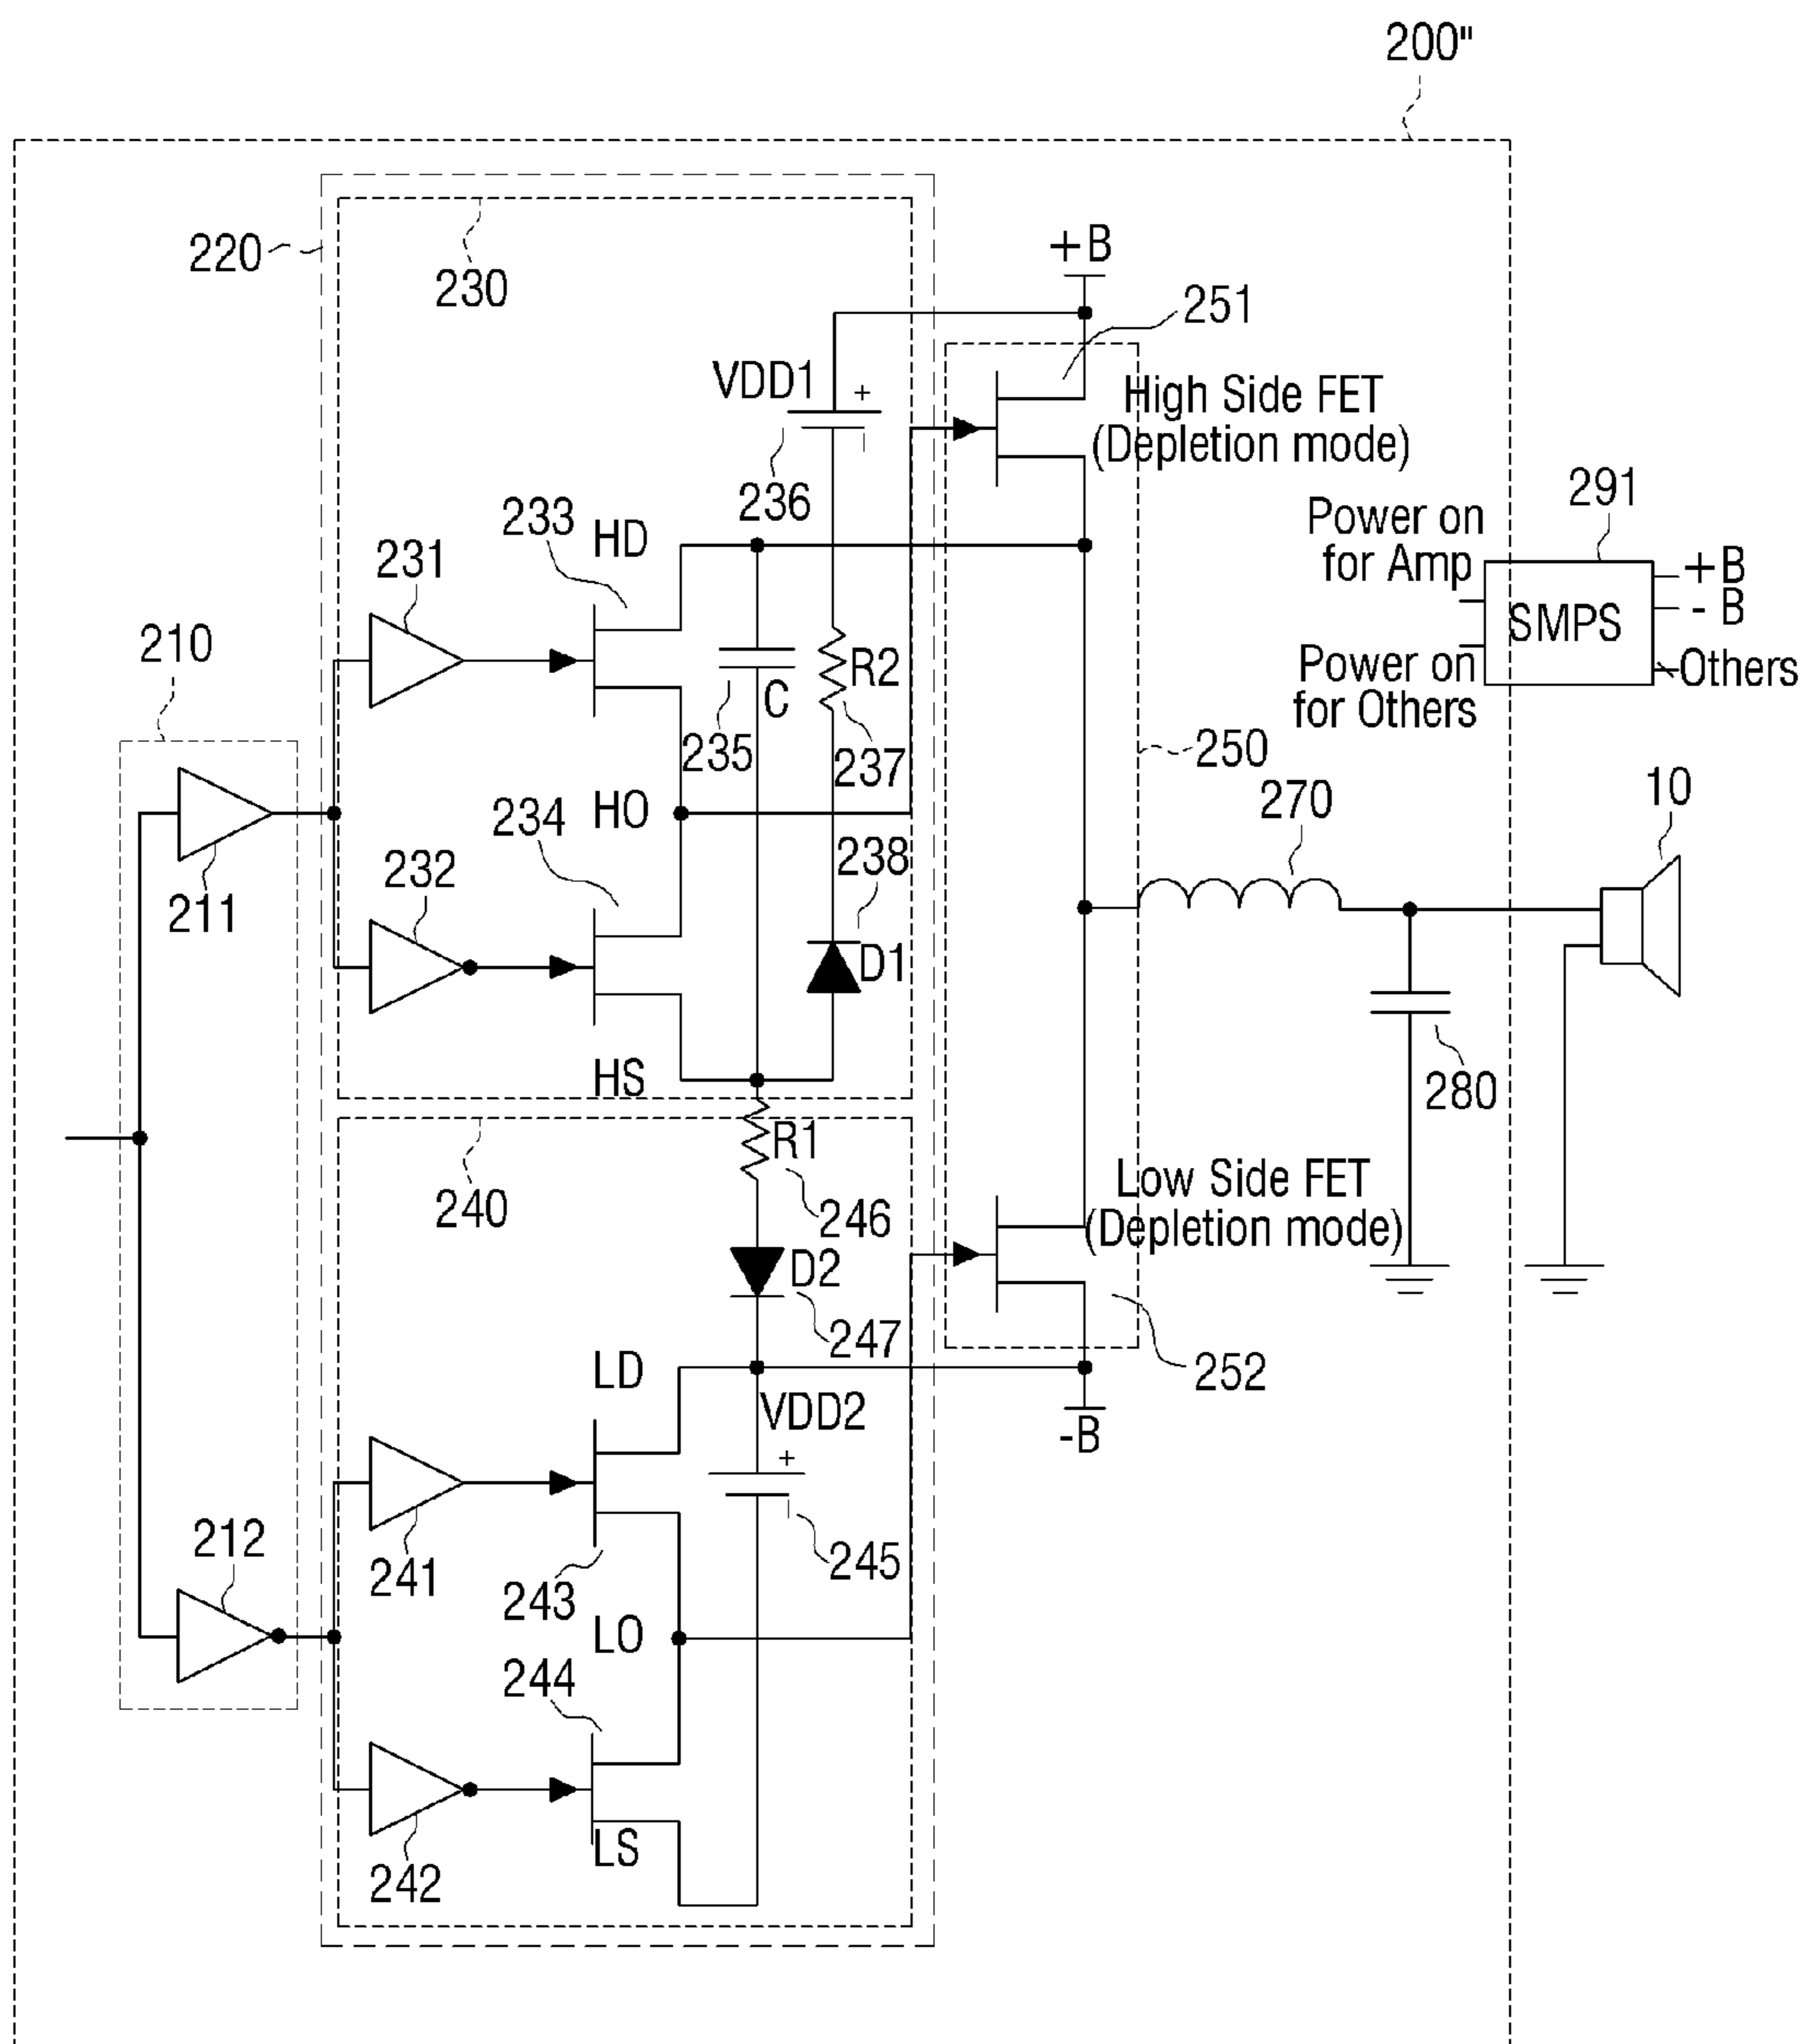 200"
220
230
+B
251
VDD1
+
High Side FET
(Depletion mode)
236
233
HD
291
Power on
for Amp
+B
- B
SMPS
231
210
R2
Others
Power on
for Others
C
235
237
250
10
270
234
HO
238
232
211
D1
HS
280
R1
240
246
Low Side FET
(Depletion mode)
D2
247
LD
252
VDD2
-B
+
212
241
243
245
LO
244
LS
242